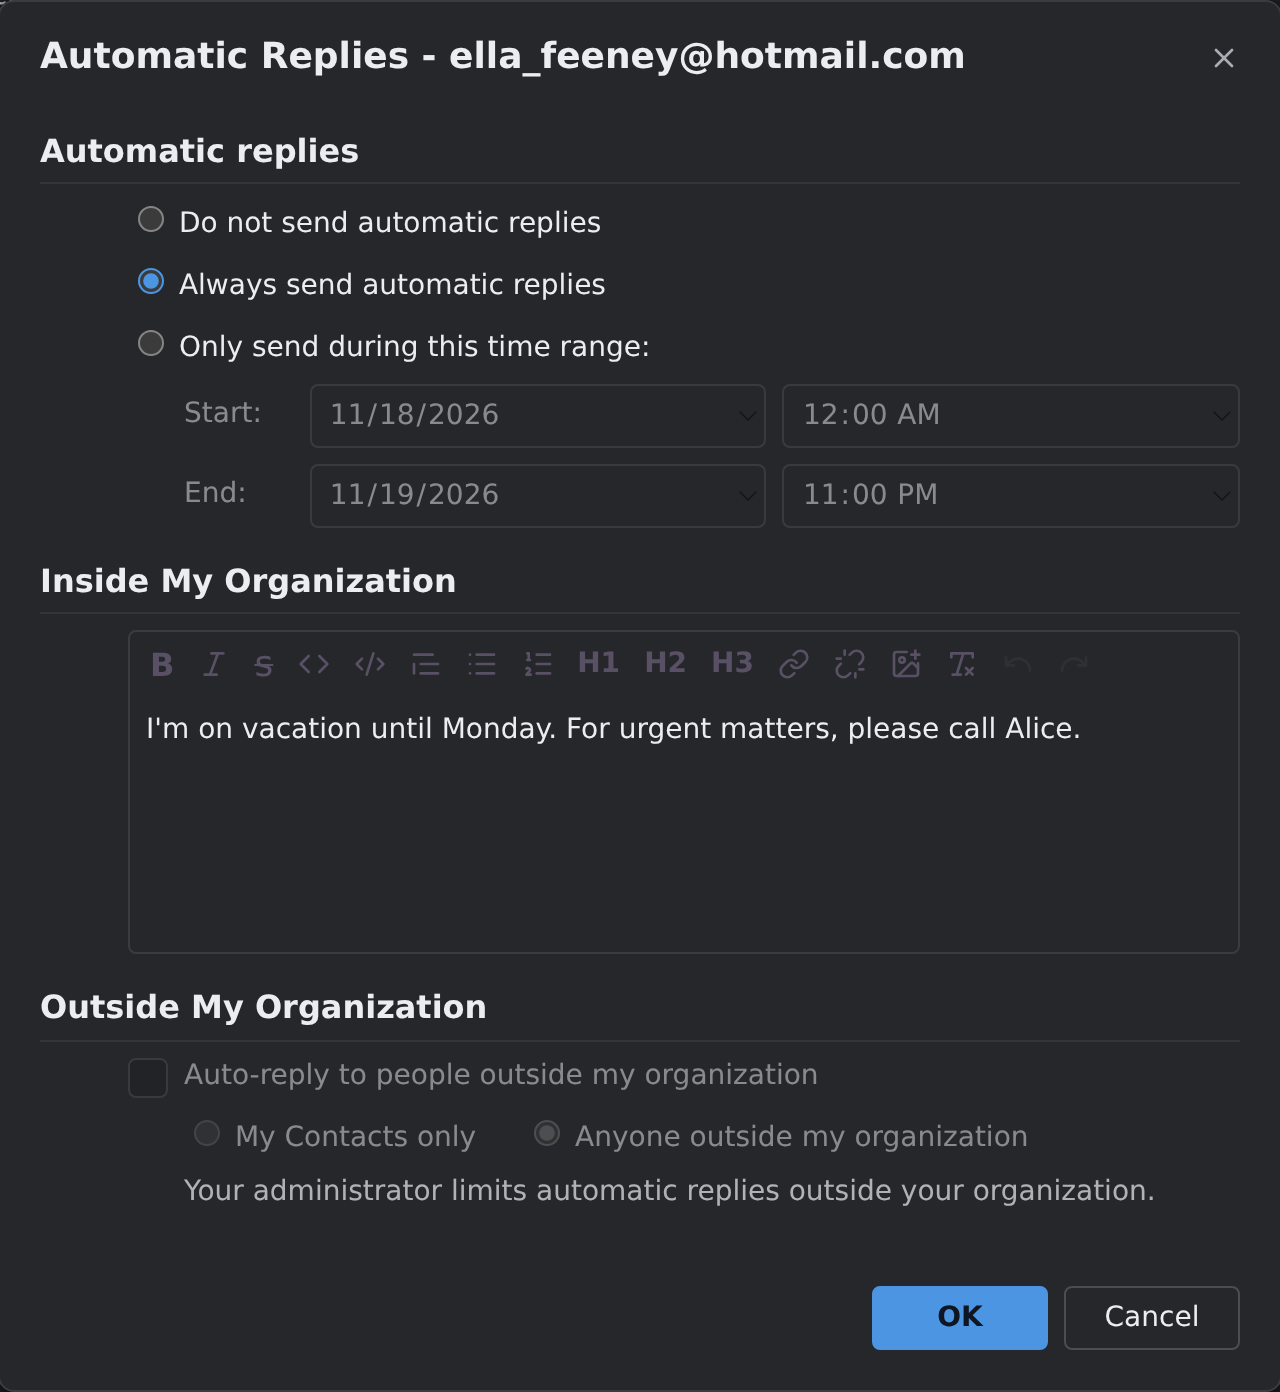 Automatic Replies - ella_feeney@hotmail.com
Automatic replies
Do not send automatic replies
Always send automatic replies
Only send during this time range:
Start: 11/18/2026 12:00 AM
End: 11/19/2026 11:00 PM
Inside My Organization
B I S <> </> H1 H2 H3
I'm on vacation until Monday. For urgent matters, please call Alice.
Outside My Organization
Auto-reply to people outside my organization
My Contacts only Anyone outside my organization
Your administrator limits automatic replies outside your organization.
OK Cancel